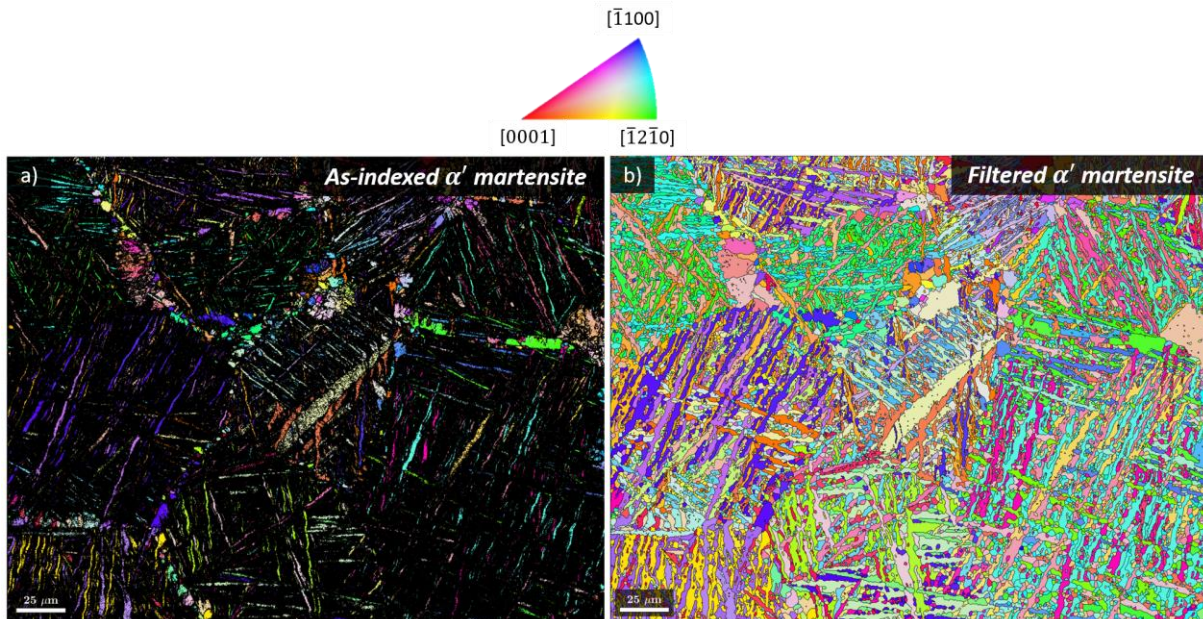 [1̅100]
[0001]
[1̅21̅0]
a)
As-indexed α′ martensite
b)
Filtered α′ martensite
25 μm
25 μm